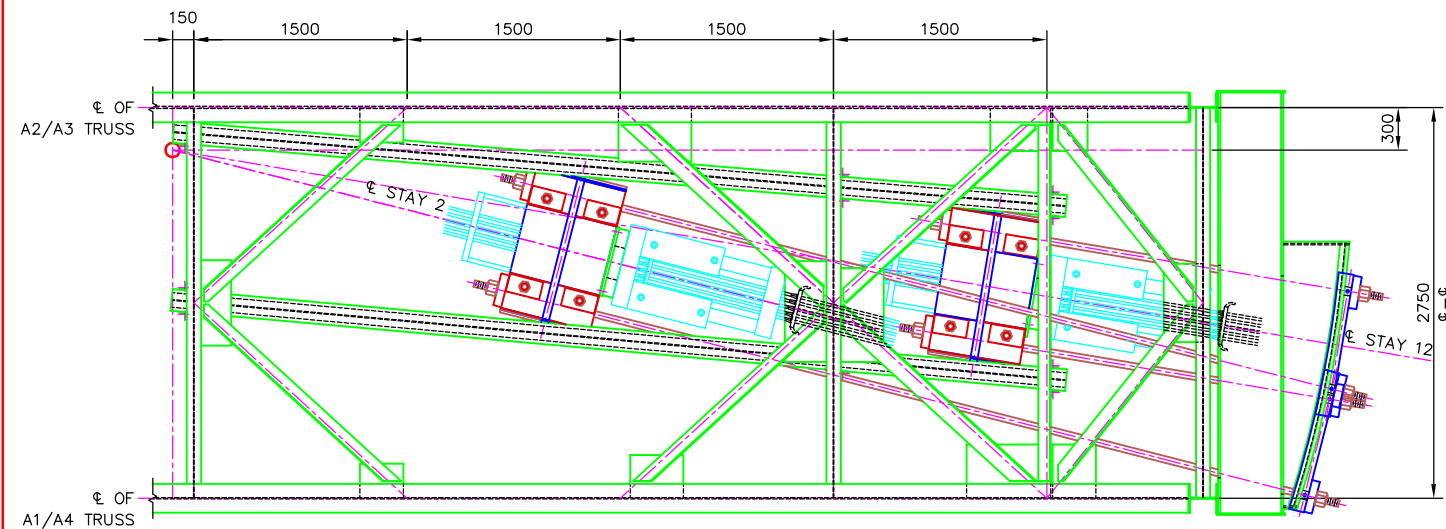 150
1500
1500
1500
1500
℄ OF
A2/A3 TRUSS
300
℄ STAY 2
2750
℄-℄
℄ STAY 12
℄ OF
A1/A4 TRUSS